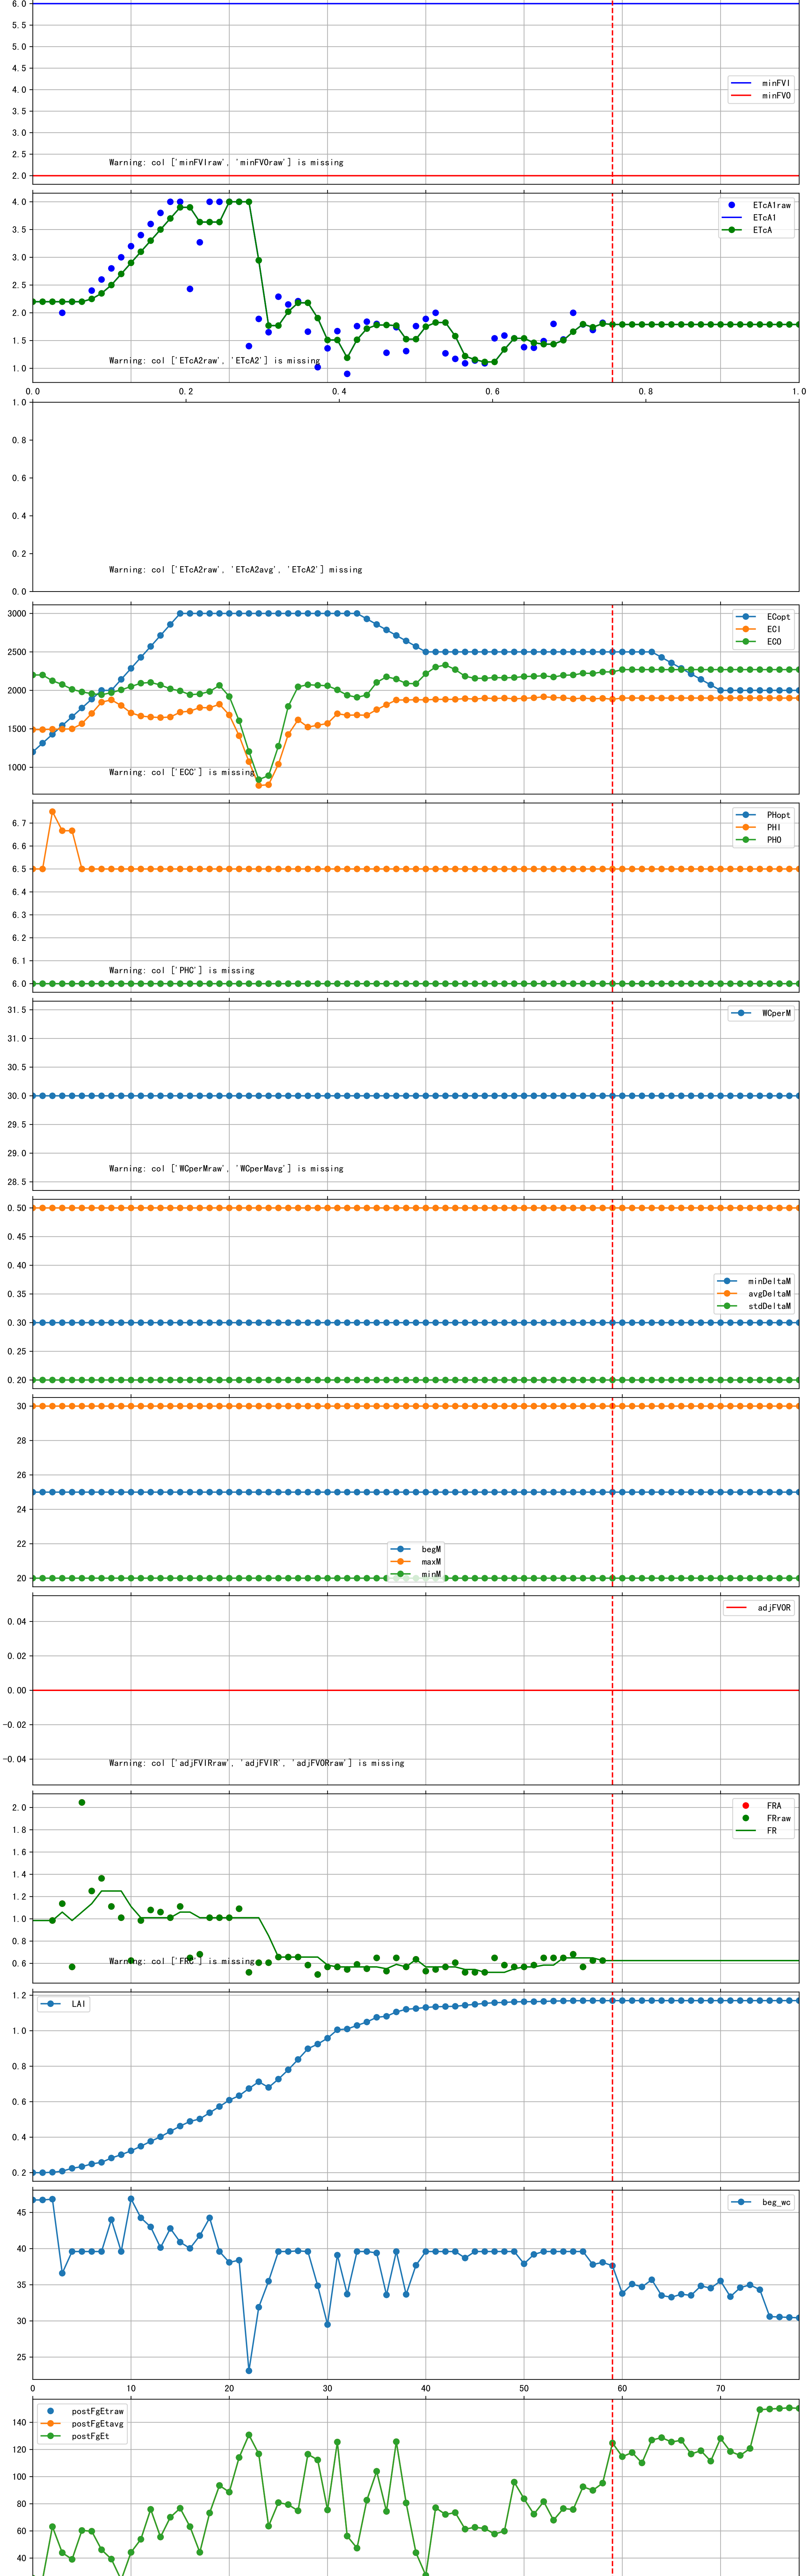 6.0
5.5
5.0
4.5
4.0
3.5
3.0
2.5
2.0
minFVI
minFVO
Warning: col ['minFVIraw', 'minFVOraw'] is missing
4.0
3.5
3.0
2.5
2.0
1.5
1.0
ETcA1raw
ETcA1
ETcA
Warning: col ['ETcA2raw', 'ETcA2'] is missing
0.0 0.2 0.4 0.6 0.8 1.0
1.0
0.8
0.6
0.4
0.2
0.0
Warning: col ['ETcA2raw', 'ETcA2avg', 'ETcA2'] missing
3000
2500
2000
1500
1000
ECopt
ECI
ECO
Warning: col ['ECC'] is missing
6.7
6.6
6.5
6.4
6.3
6.2
6.1
6.0
PHopt
PHI
PHO
Warning: col ['PHC'] is missing
31.5
31.0
30.5
30.0
29.5
29.0
28.5
WCperM
Warning: col ['WCperMraw', 'WCperMavg'] is missing
0.50
0.45
0.40
0.35
0.30
0.25
0.20
minDeltaM
avgDeltaM
stdDeltaM
30
28
26
24
22
20
begM
maxM
minM
0.04
0.02
0.00
-0.02
-0.04
adjFVOR
Warning: col ['adjFVIRraw', 'adjFVIR', 'adjFVORraw'] is missing
2.0
1.8
1.6
1.4
1.2
1.0
0.8
0.6
FRA
FRraw
FR
Warning: col ['FRC'] is missing
1.2
1.0
0.8
0.6
0.4
0.2
LAI
45
40
35
30
25
beg_wc
0 10 20 30 40 50 60 70
140
120
100
80
60
40
postFgEtraw
postFgEtavg
postFgEt